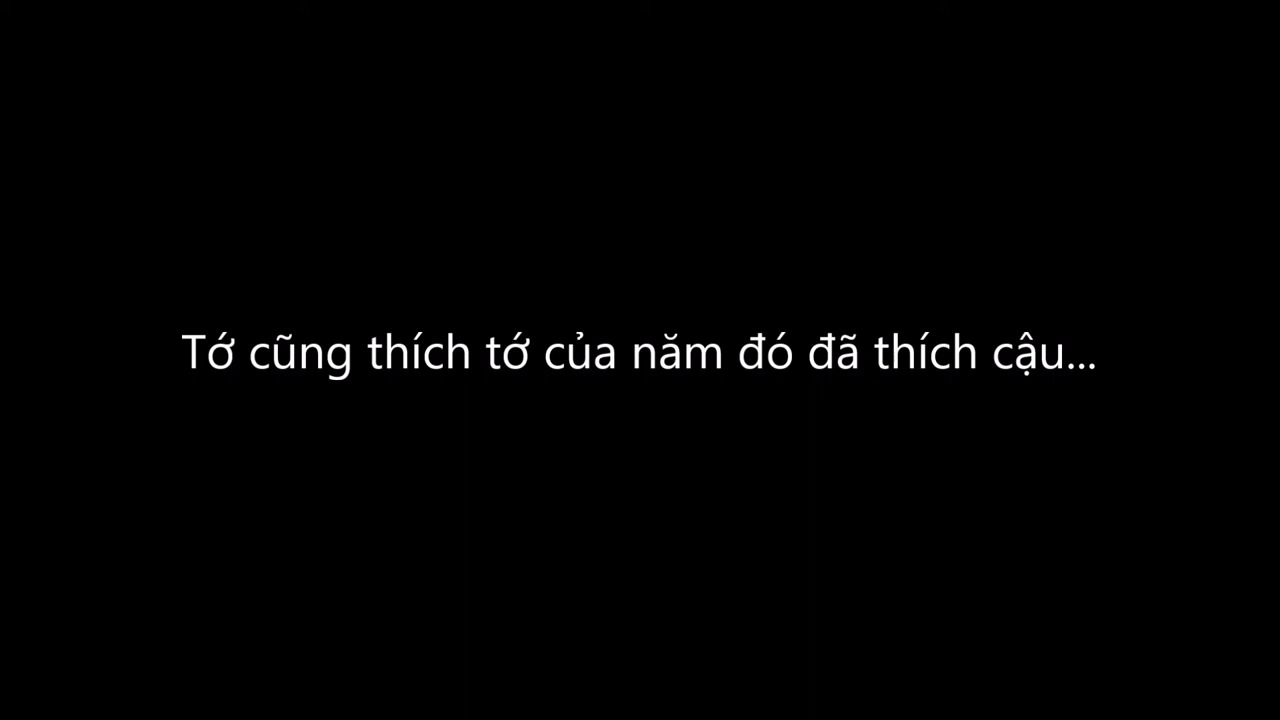 Tớ cũng thích tớ của năm đó đã thích cậu...